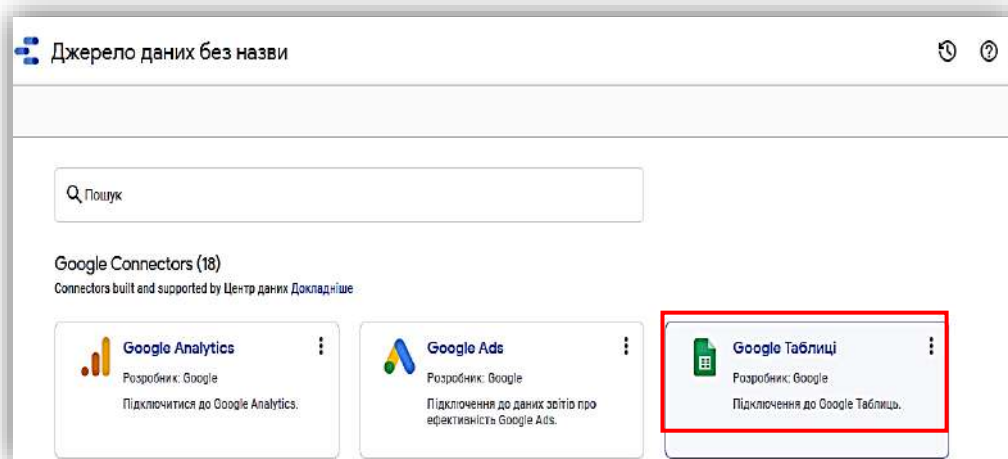 Джерело даних без назви
Пошук
Google Connectors (18)
Connectors built and supported by Центр даних Докладніше
Google Analytics
Розробник: Google
Підключитися до Google Analytics.
Google Ads
Розробник: Google
Підключення до даних звітів про
ефективність Google Ads.
Google Таблиці
Розробник: Google
Підключення до Google Таблиць.